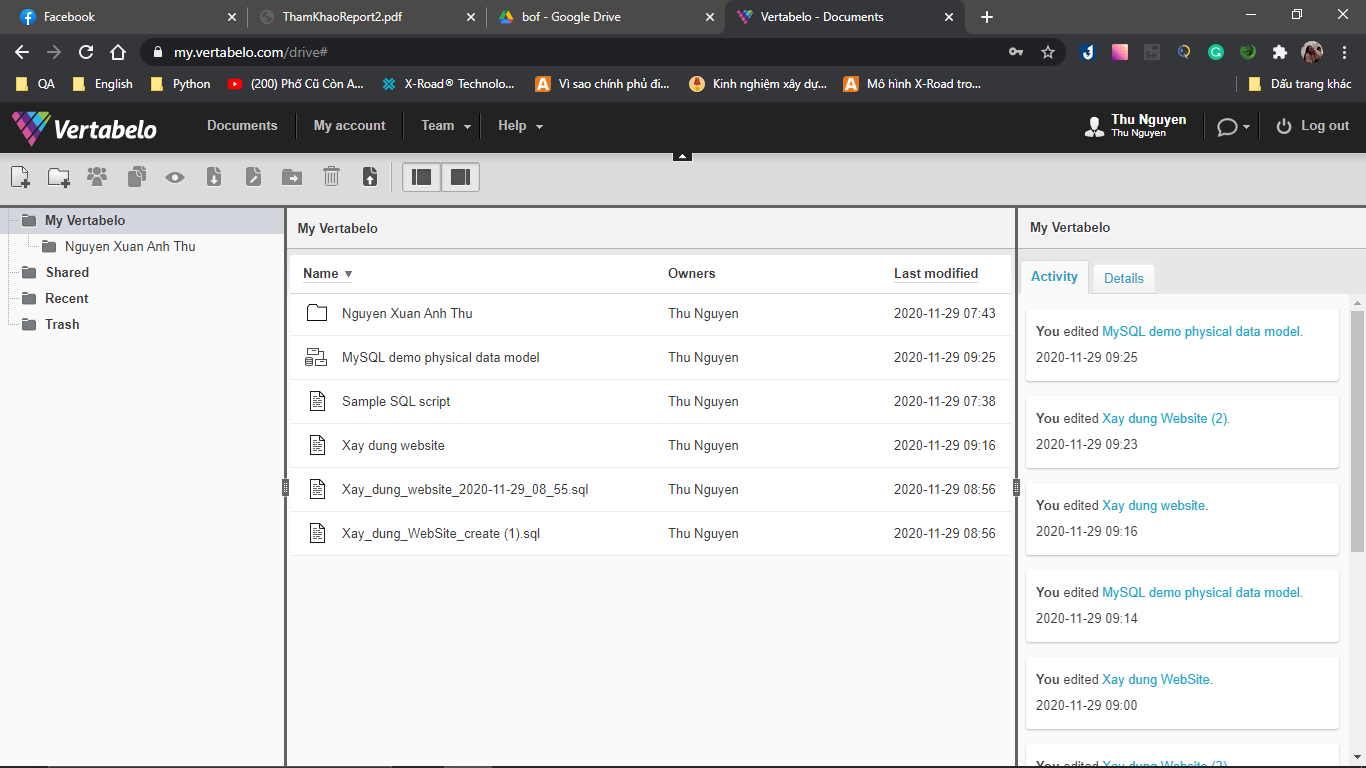 Facebook
ThamKhaoReport2.pdf
bof - Google Drive
Vertabelo - Documents
my.vertabelo.com/drive#
QA
English
Python
(200) Phố Cũ Còn A...
X-Road® Technolo...
Vì sao chính phủ đi...
Kinh nghiệm xây dự...
Mô hình X-Road tro...
Dấu trang khác
Vertabelo
Documents
My account
Team
Help
Thu Nguyen
Thu Nguyen
Log out
My Vertabelo
Nguyen Xuan Anh Thu
Shared
Recent
Trash
My Vertabelo
Name Owners Last modified
Nguyen Xuan Anh Thu Thu Nguyen 2020-11-29 07:43
MySQL demo physical data model Thu Nguyen 2020-11-29 09:25
Sample SQL script Thu Nguyen 2020-11-29 07:38
Xay dung website Thu Nguyen 2020-11-29 09:16
Xay_dung_website_2020-11-29_08_55.sql Thu Nguyen 2020-11-29 08:56
Xay_dung_WebSite_create (1).sql Thu Nguyen 2020-11-29 08:56
My Vertabelo
Activity
Details
You edited MySQL demo physical data model.
2020-11-29 09:25
You edited Xay dung Website (2).
2020-11-29 09:23
You edited Xay dung website.
2020-11-29 09:16
You edited MySQL demo physical data model.
2020-11-29 09:14
You edited Xay dung WebSite.
2020-11-29 09:00
You edited Xay dung Website (2).